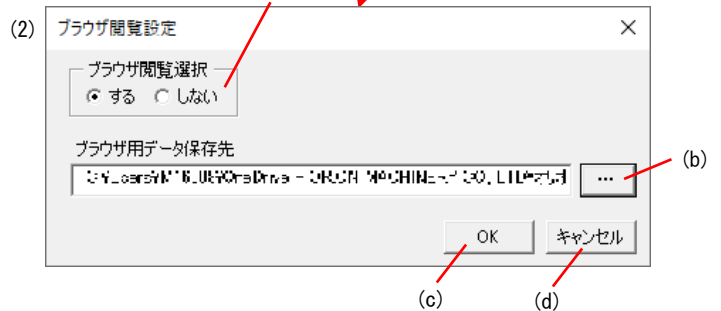 (2)
ブラウザ閲覧設定
ブラウザ閲覧選択
する しない
ブラウザ用データ保存先
... (b)
OK キャンセル
(c) (d)